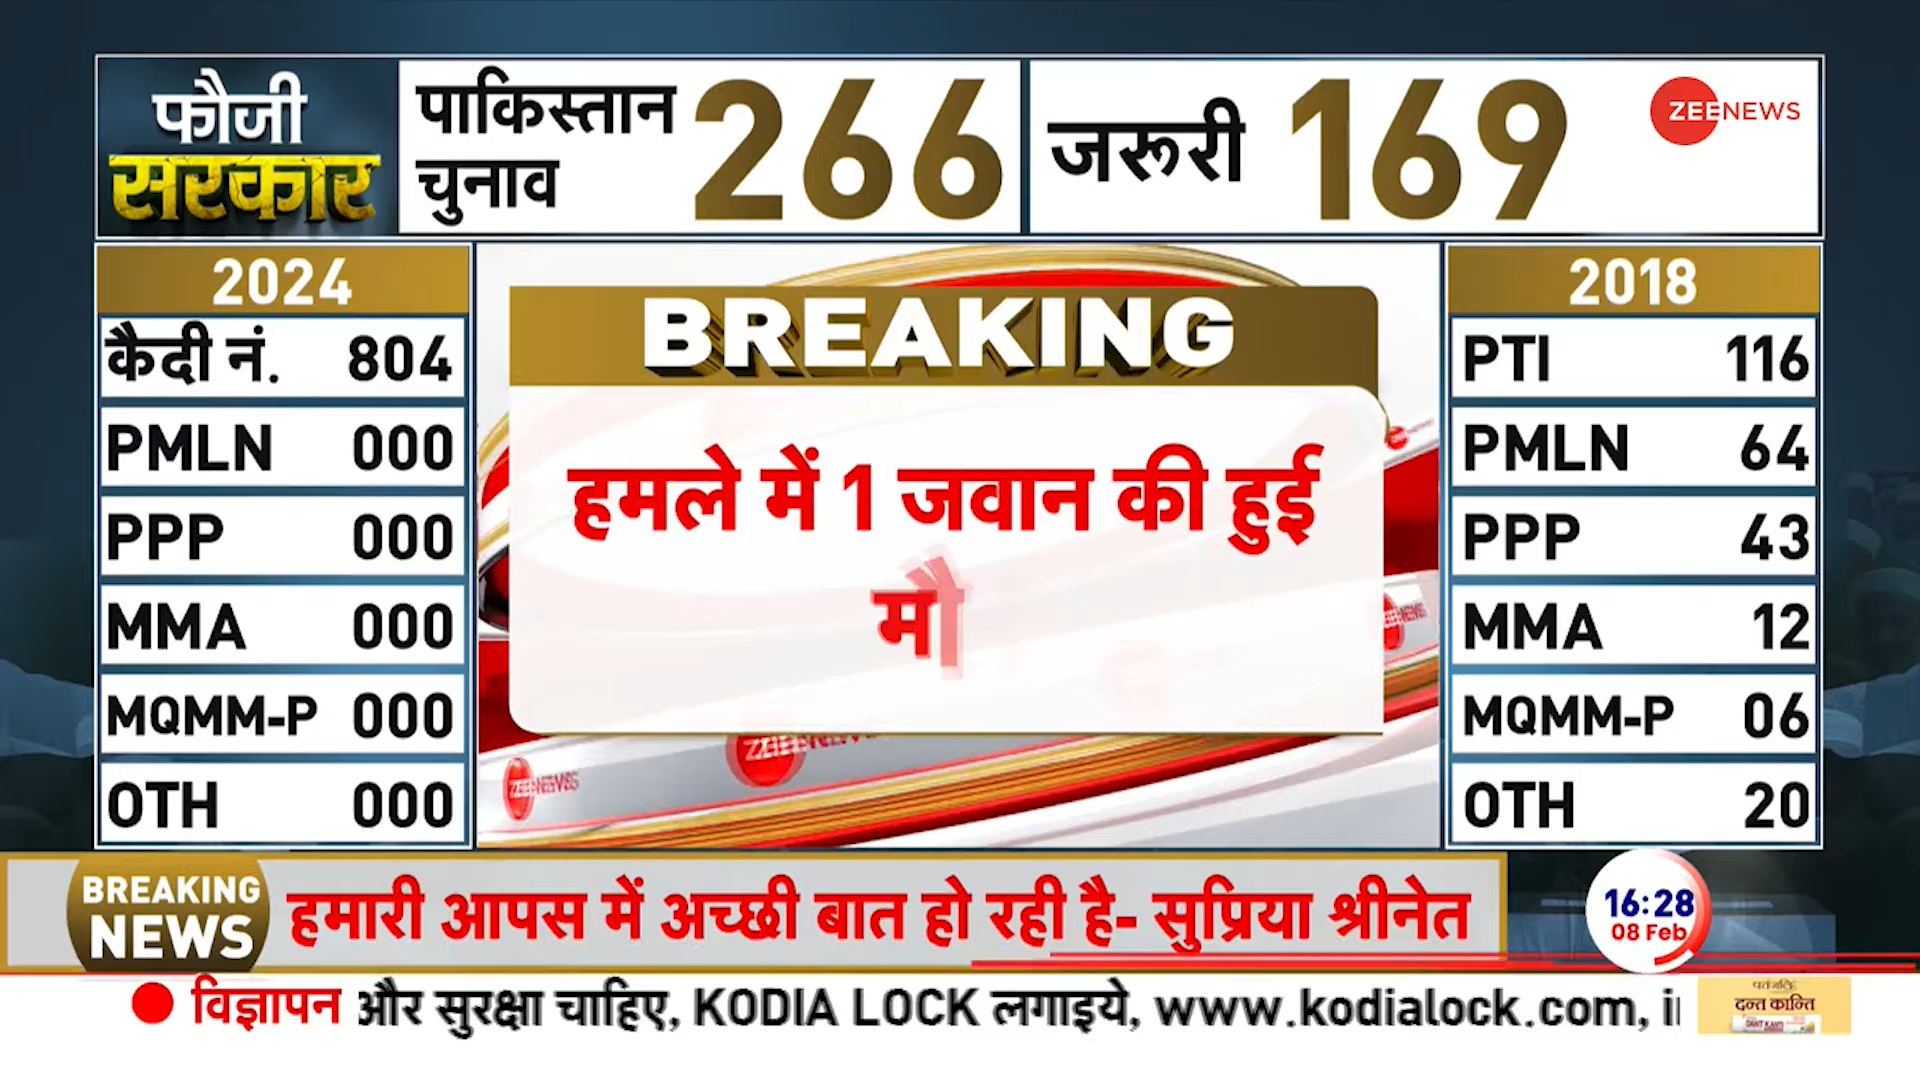 फौजी
सरकार
पाकिस्तान
चुनाव
266
जरूरी 169
ZEENEWS
2024
कैदी नं. 804
PMLN 000
PPP 000
MMA 000
MQMM-P 000
OTH 000
BREAKING
हमले में 1 जवान की हुई
मौ
ZEENEWS
2018
PTI 116
PMLN 64
PPP 43
MMA 12
MQMM-P 06
OTH 20
BREAKING
NEWS
हमारी आपस में अच्छी बात हो रही है- सुप्रिया श्रीनेत
16:28
08 Feb
विज्ञापन और सुरक्षा चाहिए, KODIA LOCK लगाइये, www.kodialock.com,
पतंजलि
दन्त कान्ति
DANT KANTI